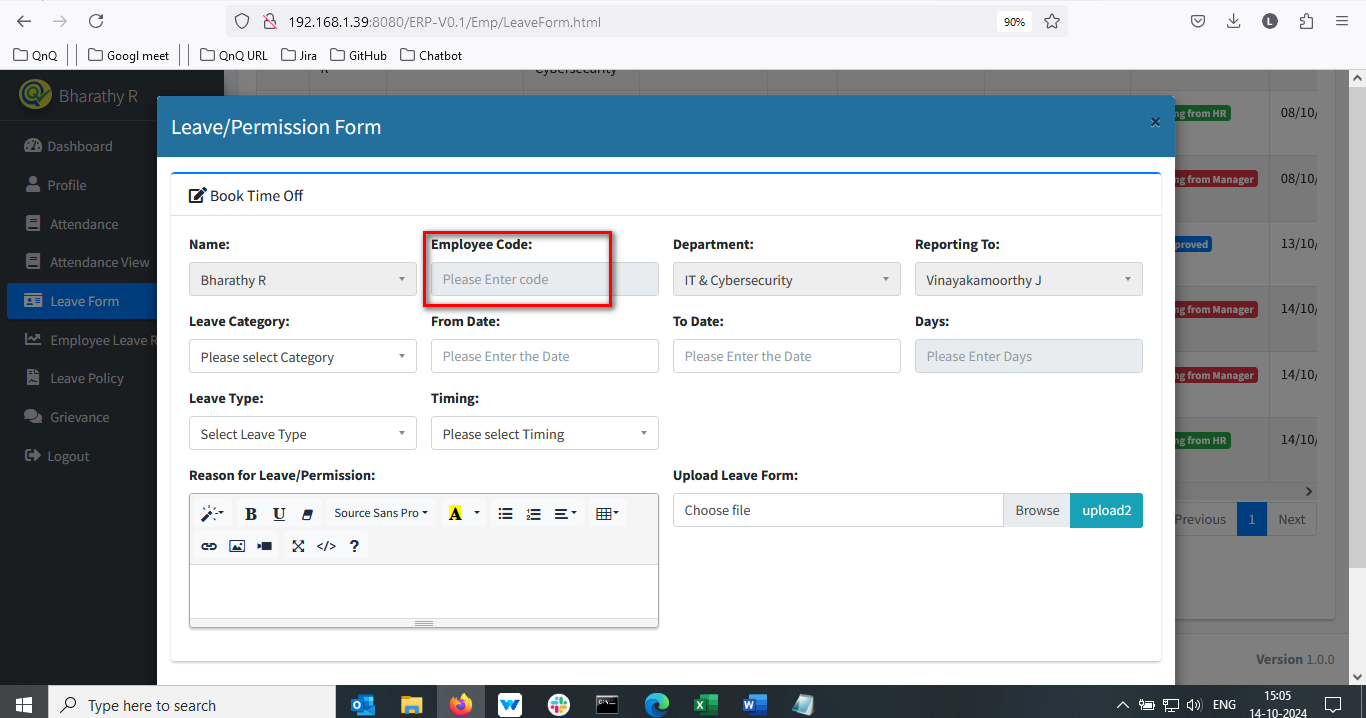 192.168.1.39:8080/ERP-V0.1/Emp/LeaveForm.html
90%
L
QnQ
Googl meet
QnQ URL
Jira
GitHub
Chatbot
R
Cybersecurity
Bharathy R
Leave/Permission Form
×
ng from HR
08/10/
Dashboard
Profile
ng from Manager
08/10/
Book Time Off
Attendance
Name:
Employee Code:
Department:
Reporting To:
proved
13/10/
Attendance View
Bharathy R
Please Enter code
IT & Cybersecurity
Vinayakamoorthy J
Leave Form
ng from Manager
14/10/
Leave Category:
From Date:
To Date:
Days:
Employee Leave R
Please select Category
Please Enter the Date
Please Enter the Date
Please Enter Days
Leave Policy
ng from Manager
14/10/
Leave Type:
Timing:
Grievance
Select Leave Type
Please select Timing
ng from HR
14/10/
Logout
Reason for Leave/Permission:
Upload Leave Form:
B
U
Source Sans Pro
A
Choose file
Browse
upload2
Previous
1
Next
</>
?
Version 1.0.0
Type here to search
ENG
15:05
14-10-2024